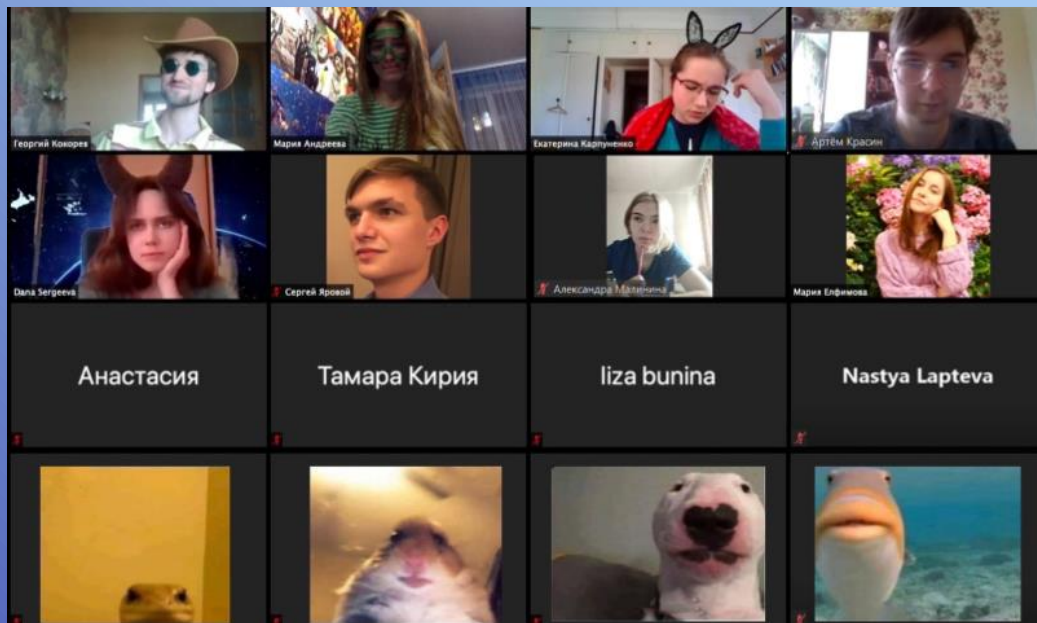 Георгий Кокорев
Мария Андреева
Екатерина Карпуненко
Артём Красин
Dana Sergeeva
Сергей Яровой
Александра Малинина
Мария Елфимова
Анастасия
Тамара Кирия
liza bunina
Nastya Lapteva